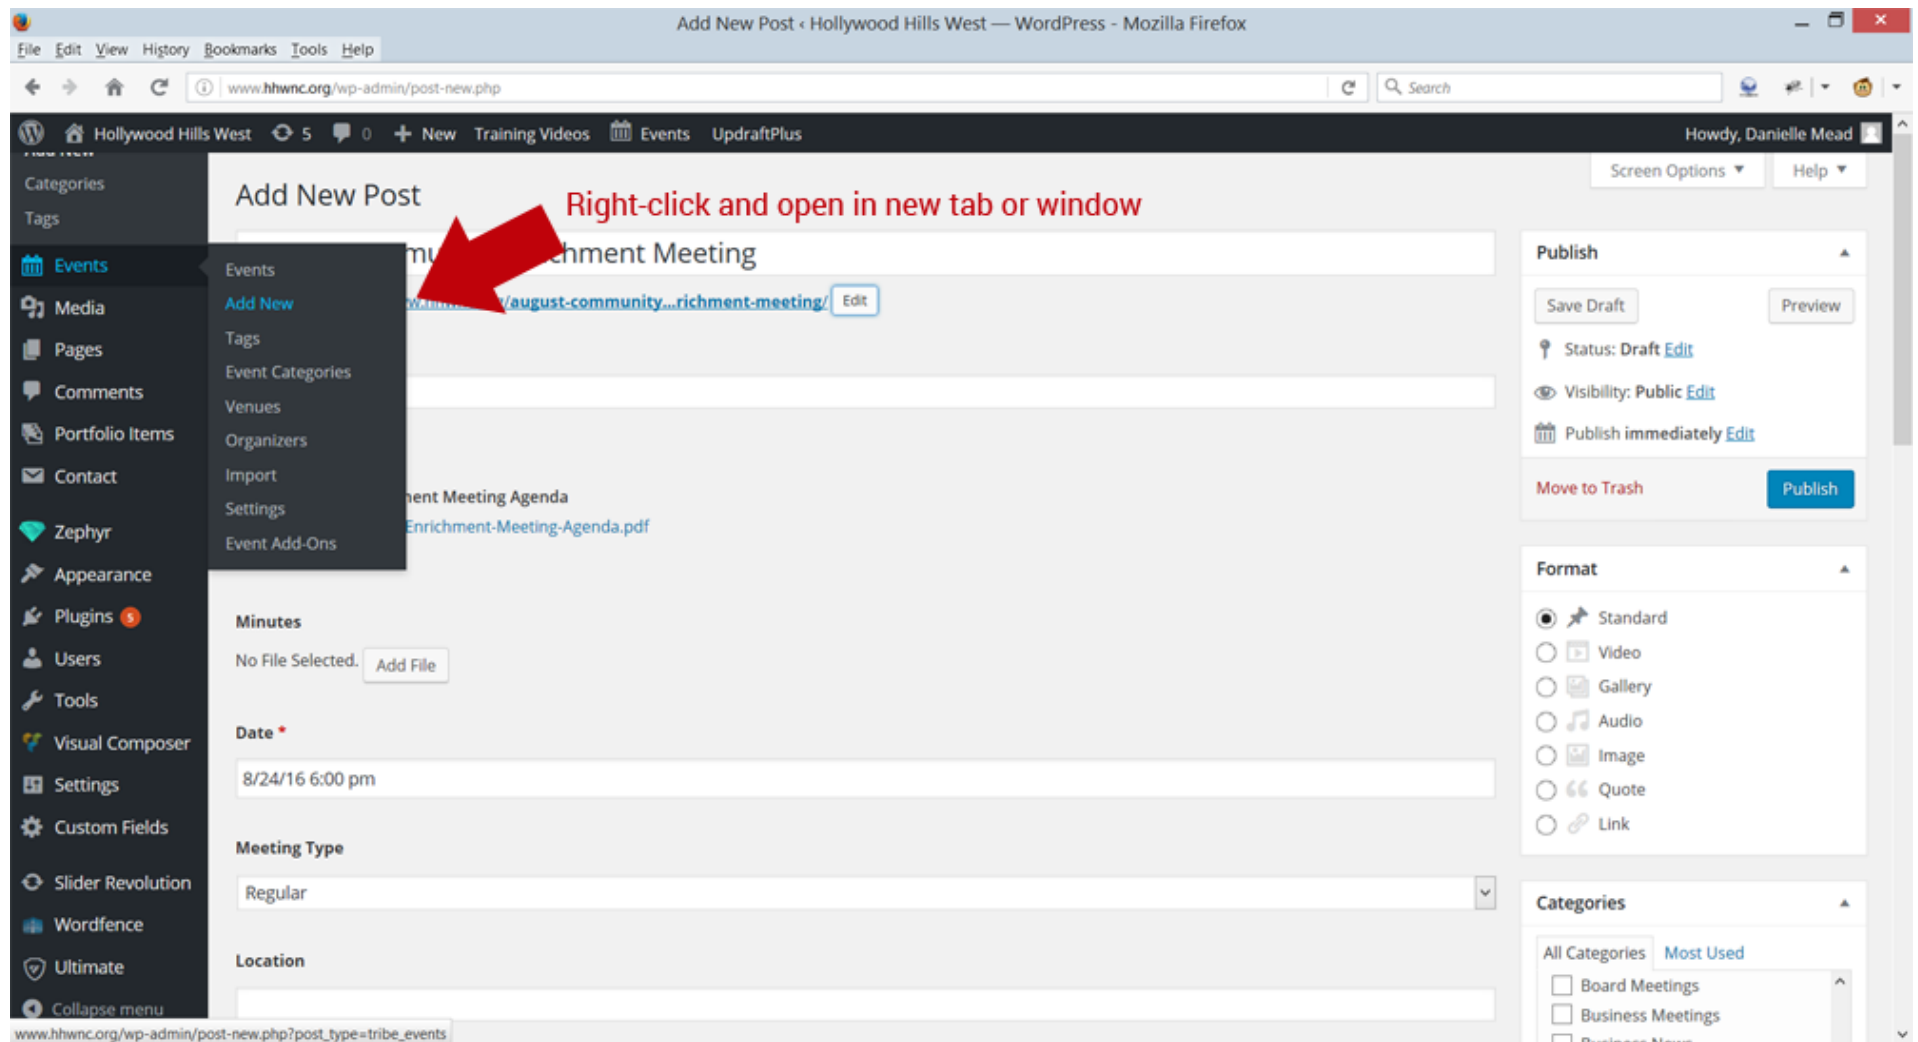 Add New Post ‹ Hollywood Hills West — WordPress - Mozilla Firefox
File Edit View History Bookmarks Tools Help
www.hhwnc.org/wp-admin/post-new.php
Search
Hollywood Hills West 5 0 New Training Videos Events UpdraftPlus
Howdy, Danielle Mead
Add New
Categories
Tags
Events
Media
Pages
Comments
Portfolio Items
Contact
Zephyr
Appearance
Plugins 5
Users
Tools
Visual Composer
Settings
Custom Fields
Slider Revolution
Wordfence
Ultimate
Collapse menu
Events
Add New
Tags
Event Categories
Venues
Organizers
Import
Settings
Event Add-Ons
Screen Options Help
Add New Post
Right-click and open in new tab or window
Meeting
/august-community...richment-meeting/ Edit
Meeting Agenda
Enrichment-Meeting-Agenda.pdf
Minutes
No File Selected. Add File
Date *
8/24/16 6:00 pm
Meeting Type
Regular
Location
Publish
Save Draft Preview
Status: Draft Edit
Visibility: Public Edit
Publish immediately Edit
Move to Trash Publish
Format
Standard
Video
Gallery
Audio
Image
Quote
Link
Categories
All Categories Most Used
Board Meetings
Business Meetings
Business News
www.hhwnc.org/wp-admin/post-new.php?post_type=tribe_events